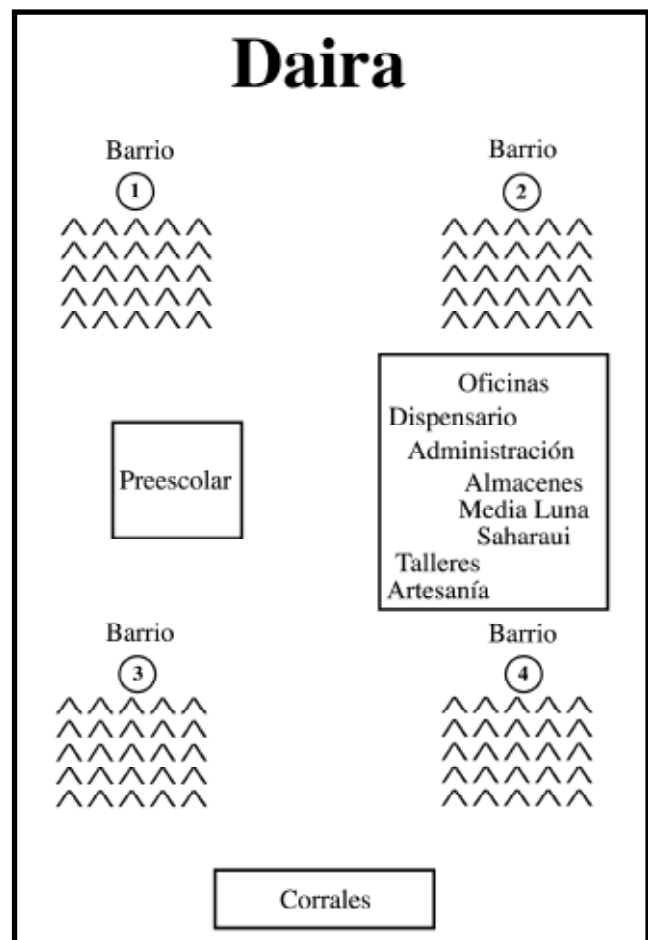 Daira
Barrio
1
Barrio
2
Preescolar
Oficinas
Dispensario
Administración
Almacenes
Media Luna
Saharaui
Talleres
Artesanía
Barrio
3
Barrio
4
Corrales